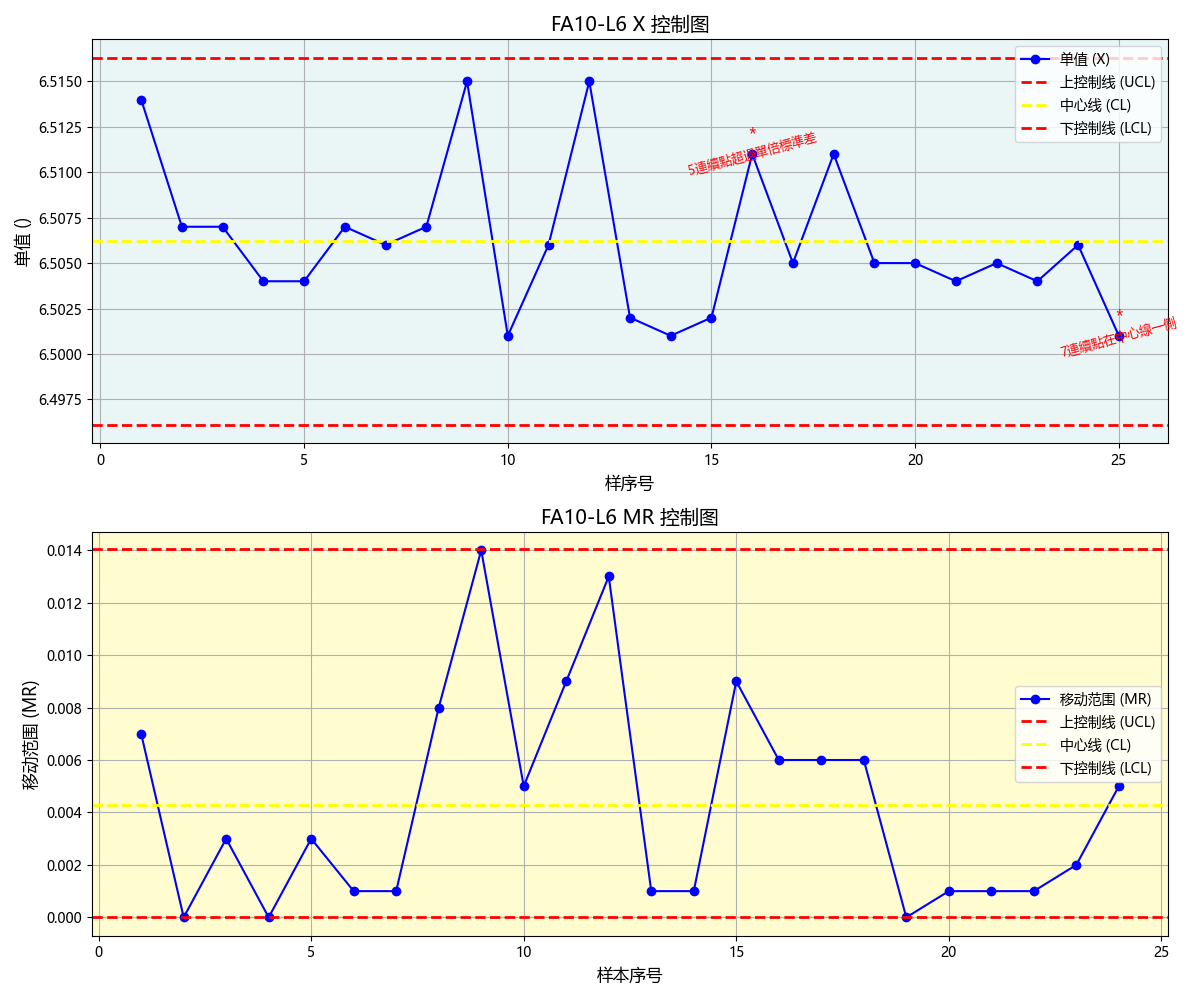 FA10-L6 X 控制图
单值 ()
6.5150
6.5125
6.5100
6.5075
6.5050
6.5025
6.5000
6.4975
单值 (X)
上控制线 (UCL)
中心线 (CL)
下控制线 (LCL)
*
5連續點超過單倍標準差
*
7連續點在中心線一側
0 5 10 15 20 25
样序号
FA10-L6 MR 控制图
移动范围 (MR)
0.014
0.012
0.010
0.008
0.006
0.004
0.002
0.000
移动范围 (MR)
上控制线 (UCL)
中心线 (CL)
下控制线 (LCL)
0 5 10 15 20 25
样本序号